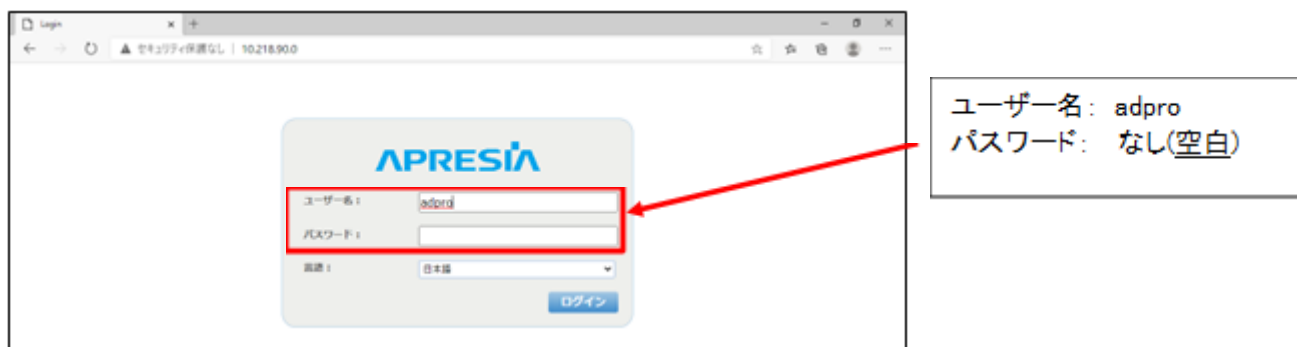 Login
セキュリティ保護なし | 10.218.90.0
APRESIA
ユーザー名：
adpro
パスワード：
言語：
日本語
ログイン
ユーザー名： adpro
パスワード： なし(空白)